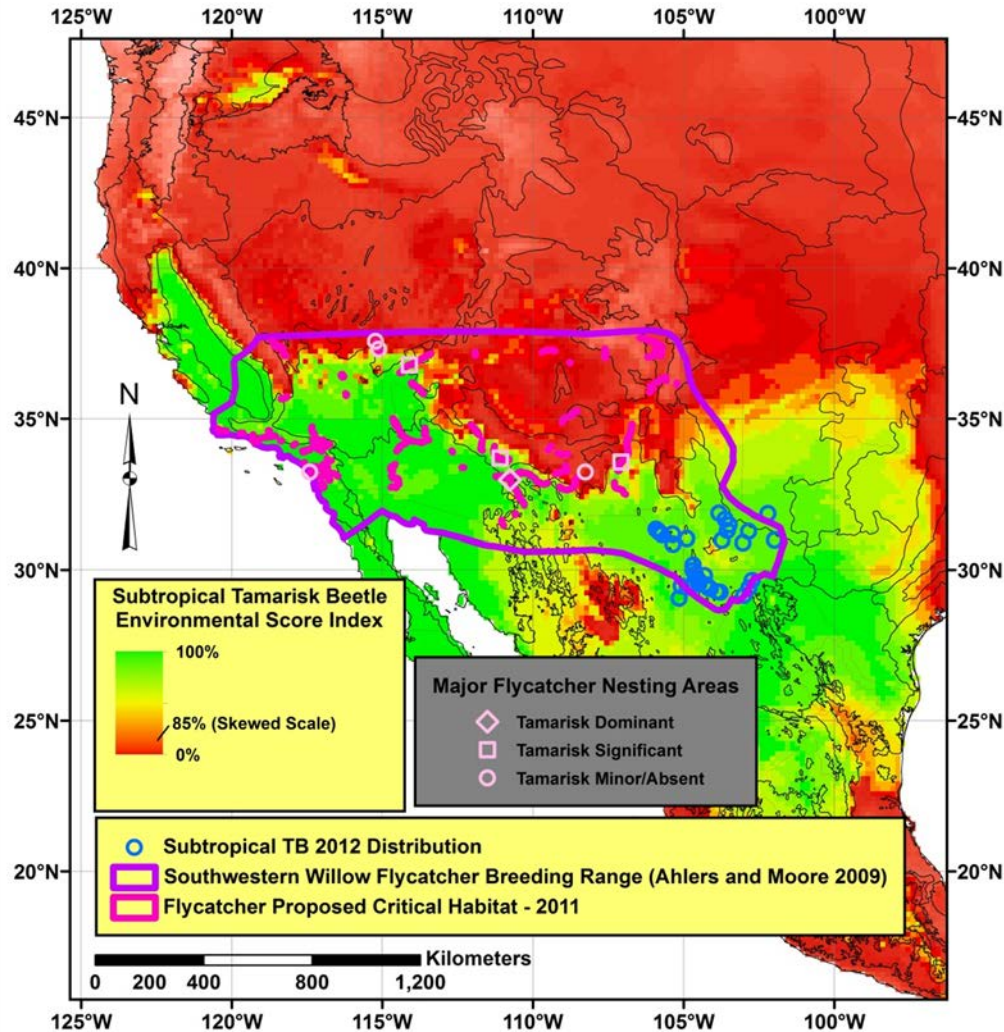 125°W 120°W 115°W 110°W 105°W 100°W
45°N 45°N
40°N 40°N
35°N 35°N
N
30°N 30°N
Subtropical Tamarisk Beetle
Environmental Score Index
100%
85% (Skewed Scale)
0%
Major Flycatcher Nesting Areas
Tamarisk Dominant
Tamarisk Significant
Tamarisk Minor/Absent
25°N 25°N
Subtropical TB 2012 Distribution
Southwestern Willow Flycatcher Breeding Range (Ahlers and Moore 2009)
Flycatcher Proposed Critical Habitat - 2011
20°N 20°N
Kilometers
0 200 400 800 1,200
125°W 120°W 115°W 110°W 105°W 100°W